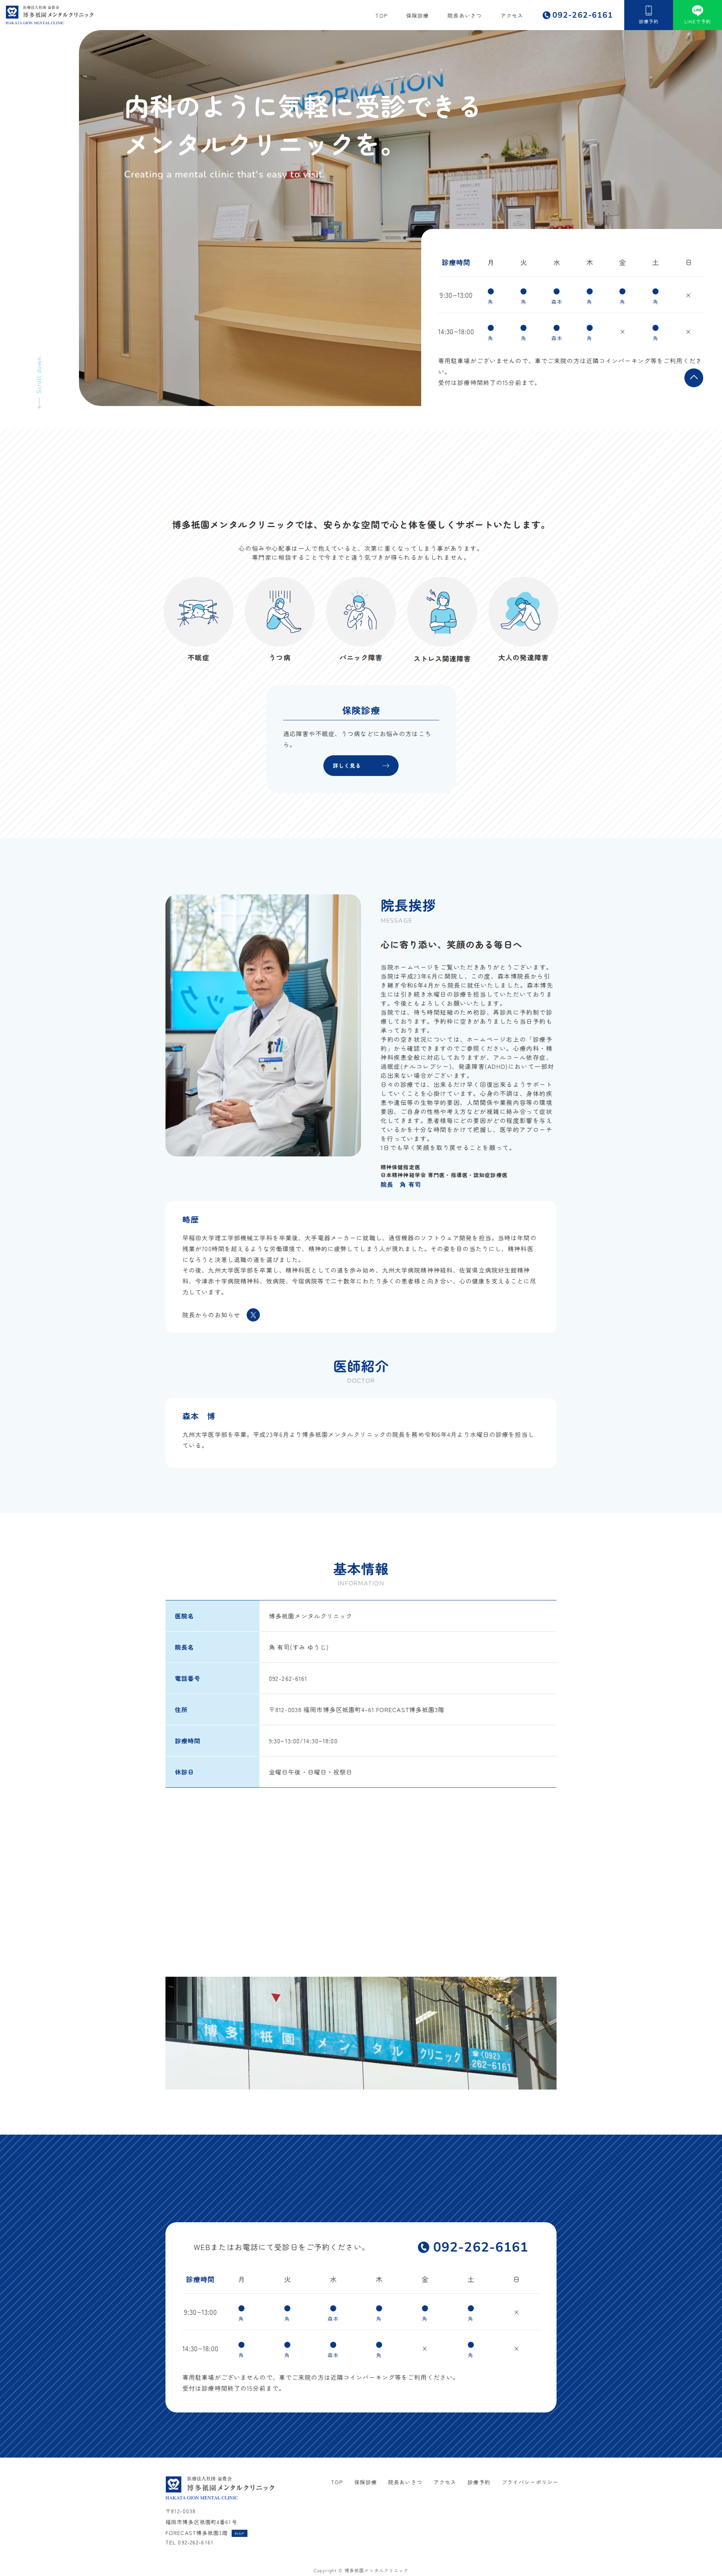 医療法人社団 益豊会
博多祇園メンタルクリニック
HAKATA GION MENTAL CLINIC
TOP 保険診療 院長あいさつ アクセス 092-262-6161 診療予約 LINEで予約
INFORMATION
内科のように気軽に受診できる
メンタルクリニックを。
Creating a mental clinic that's easy to visit.
診療時間 月 火 水 木 金 土 日
9:30~13:00 ● ● ● ● ● ● ×
角 角 森本 角 角 角
14:30~18:00 ● ● ● ● × ● ×
角 角 森本 角 角
専用駐車場がございませんので、車でご来院の方は近隣コインパーキング等をご利用くださ
い。
受付は診療時間終了の15分前まで。
Scroll down
博多祇園メンタルクリニックでは、安らかな空間で心と体を優しくサポートいたします。
心の悩みや心配事は一人で抱えていると、次第に重くなってしまう事があります。
専門家に相談することで今までと違う気づきが得られるかもしれません。
不眠症 うつ病 パニック障害 ストレス関連障害 大人の発達障害
保険診療
適応障害や不眠症、うつ病などにお悩みの方はこち
ら。
詳しく見る
院長挨拶
MESSAGE
心に寄り添い、笑顔のある毎日へ
当院ホームページをご覧いただきありがとうございます。
当院は平成23年6月に開院し、この度、森本博院長から引
き継ぎ令和6年4月から院長に就任いたしました。森本博先
生には引き続き水曜日の診療を担当していただいておりま
す。今後ともよろしくお願いいたします。
当院では、待ち時間短縮のため初診、再診共に予約制で診
療しております。予約枠に空きがありましたら当日予約も
承っております。
予約の空き状況については、ホームページ右上の「診療予
約」から確認できますのでご参照ください。心療内科・精
神科疾患全般に対応しておりますが、アルコール依存症、
過眠症(ナルコレプシー)、発達障害(ADHD)において一部対
応出来ない場合がございます。
日々の診療では、出来るだけ早く回復出来るようサポート
していくことを心掛けています。心身の不調は、身体的疾
患や遺伝等の生物学的要因、人間関係や業務内容等の環境
要因、ご自身の性格や考え方などが複雑に絡み合って症状
化してきます。患者様毎にどの要因がどの程度影響を与え
ているかを十分な時間をかけて把握し、医学的アプローチ
を行っています。
1日でも早く笑顔を取り戻せることを願って。
精神保健指定医
日本精神神経学会 専門医・指導医・認知症診療医
院長 角 有司
略歴
早稲田大学理工学部機械工学科を卒業後、大手電器メーカーに就職し、通信機器のソフトウェア開発を担当。当時は年間の
残業が700時間を超えるような労働環境で、精神的に疲弊してしまう人が現れました。その姿を目の当たりにし、精神科医
になろうと決意し退職の道を選びました。
その後、九州大学医学部を卒業し、精神科医としての道を歩み始め、九州大学病院精神神経科、佐賀県立病院好生館精神
科、今津赤十字病院精神科、牧病院、今宿病院等で二十数年にわたり多くの患者様と向き合い、心の健康を支えることに尽
力しています。
院長からのお知らせ
医師紹介
DOCTOR
森本 博
九州大学医学部を卒業。平成23年6月より博多祇園メンタルクリニックの院長を務め令和6年4月より水曜日の診療を担当し
ている。
基本情報
INFORMATION
医院名 博多祇園メンタルクリニック
院長名 角 有司(すみ ゆうじ)
電話番号 092-262-6161
住所 〒812-0038 福岡市博多区祇園町4-61 FORECAST博多祇園3階
診療時間 9:30~13:00/14:30~18:00
休診日 金曜日午後・日曜日・祝祭日
博多祇園メンタルクリニック ☎(092)
262-6161
WEBまたはお電話にて受診日をご予約ください。 092-262-6161
診療時間 月 火 水 木 金 土 日
9:30~13:00 ● ● ● ● ● ● ×
角 角 森本 角 角 角
14:30~18:00 ● ● ● ● × ● ×
角 角 森本 角 角
専用駐車場がございませんので、車でご来院の方は近隣コインパーキング等をご利用ください。
受付は診療時間終了の15分前まで。
医療法人社団 益豊会
博多祇園メンタルクリニック
HAKATA GION MENTAL CLINIC
TOP 保険診療 院長あいさつ アクセス 診療予約 プライバシーポリシー
〒812-0038
福岡市博多区祇園町4番61号
FORECAST博多祇園3階 MAP
TEL 092-262-6161
Copyright © 博多祇園メンタルクリニック